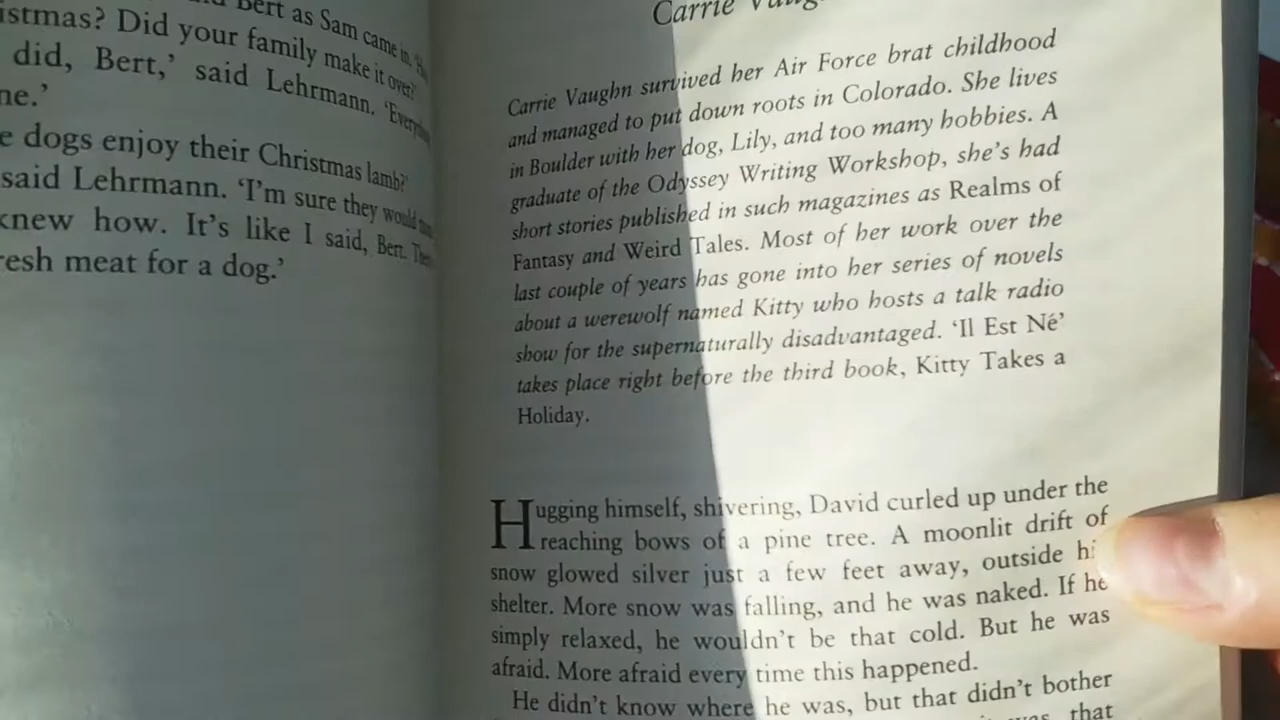 Bert as Sam came in.
istmas? Did your family make it over?
did, Bert,' said Lehrmann.
ne.'
e dogs enjoy their Christmas lamb?'
said Lehrmann. 'I'm sure they would
knew how. It's like I said, Bert.
resh meat for a dog.'
Carrie
Carrie Vaughn survived her Air Force brat childhood
and managed to put down roots in Colorado. She lives
in Boulder with her dog, Lily, and too many hobbies. A
graduate of the Odyssey Writing Workshop, she's had
short stories published in such magazines as Realms of
Fantasy and Weird Tales. Most of her work over the
last couple of years has gone into her series of novels
about a werewolf named Kitty who hosts a talk radio
show for the supernaturally disadvantaged. 'Il Est Né'
takes place right before the third book, Kitty Takes a
Holiday.
Hugging himself, shivering, David curled up under the
reaching bows of a pine tree. A moonlit drift of
snow glowed silver just a few feet away, outside
shelter. More snow was falling, and he was naked. If he
simply relaxed, he wouldn't be that cold. But he was
afraid. More afraid every time this happened.
He didn't know where he was, but that didn't bother
that